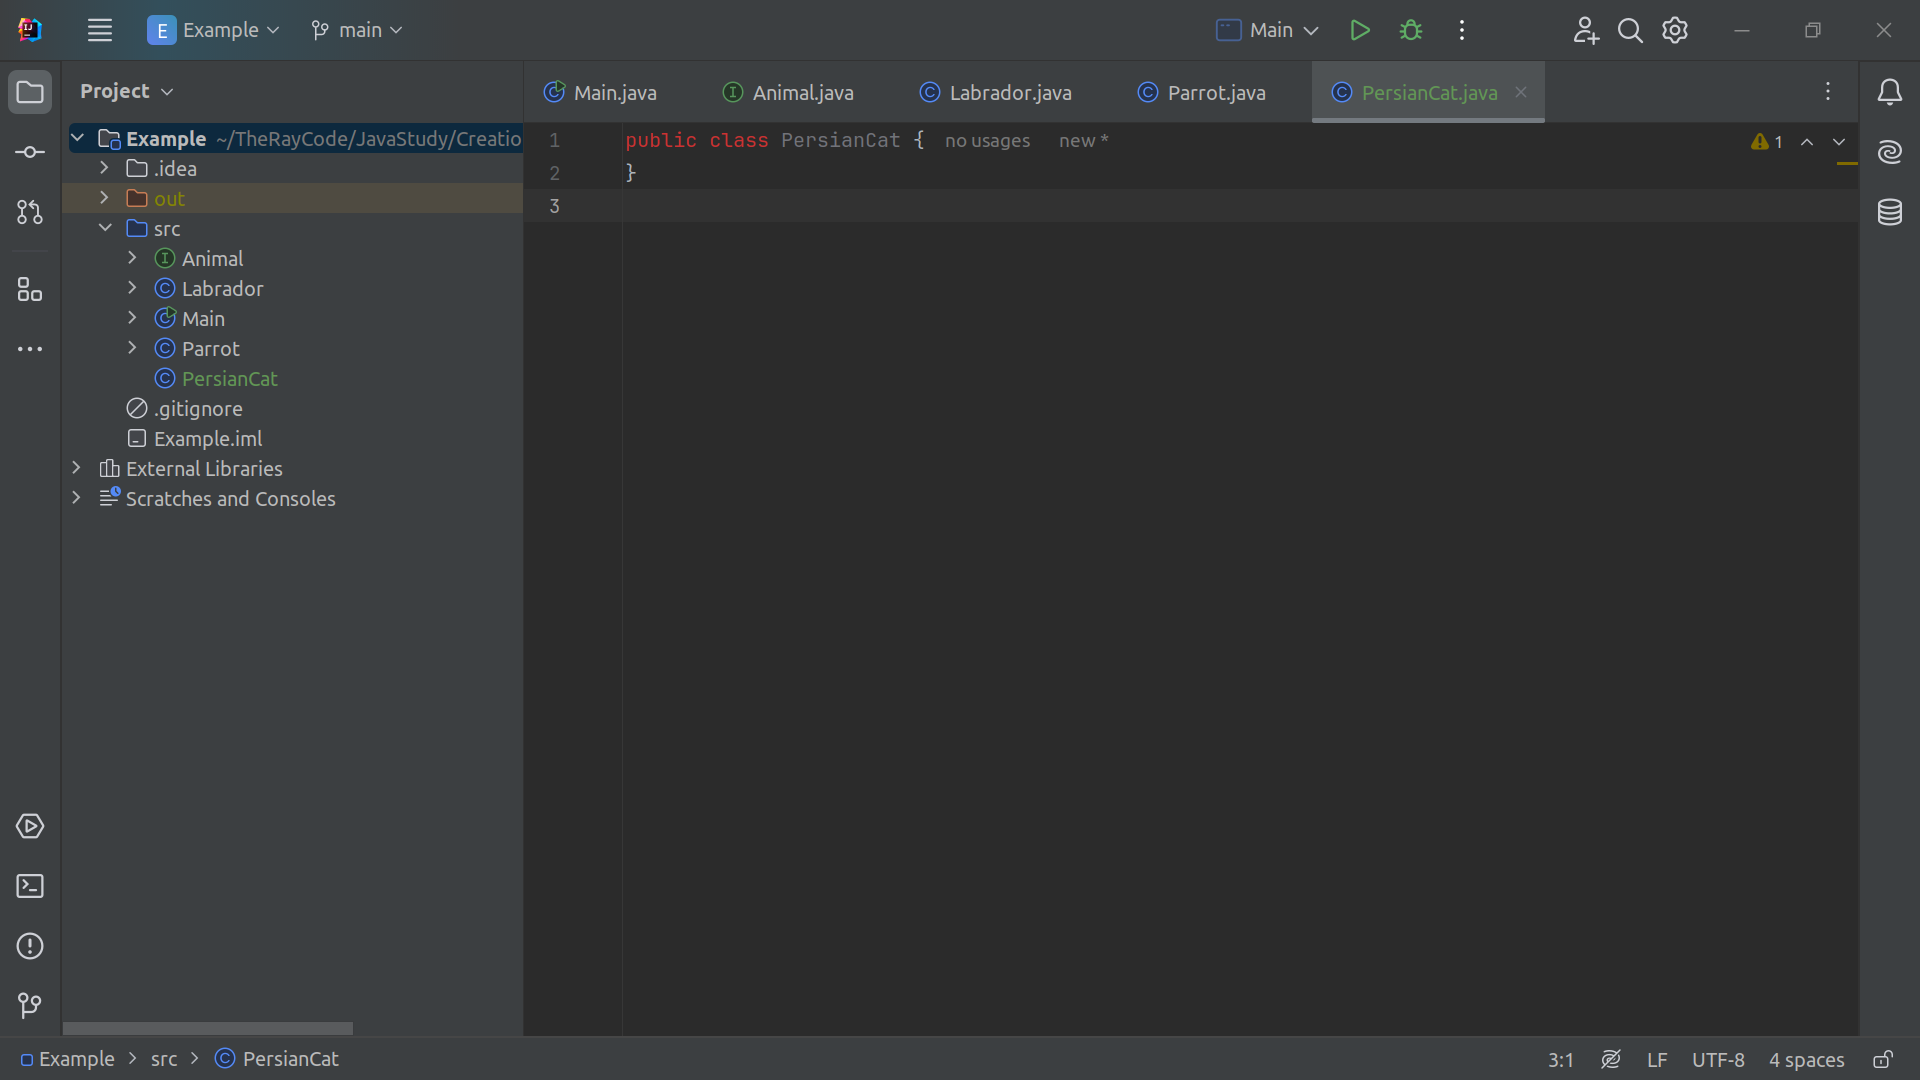 E Example main Main
Project
Main.java Animal.java Labrador.java Parrot.java PersianCat.java
Example ~/TheRayCode/JavaStudy/Creatio
.idea
out
src
Animal
Labrador
Main
Parrot
PersianCat
.gitignore
Example.iml
External Libraries
Scratches and Consoles
1 public class PersianCat { no usages new *
2 }
3
1
Example > src > PersianCat
3:1 LF UTF-8 4 spaces